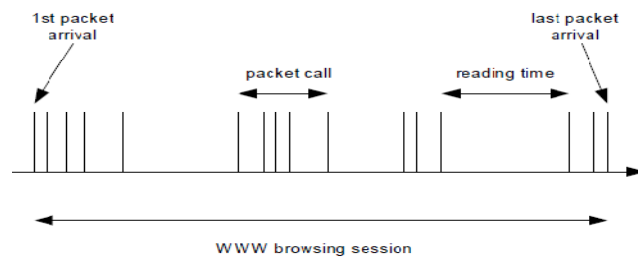 1st packet
arrival
last packet
arrival
packet call
reading time
WWW browsing session